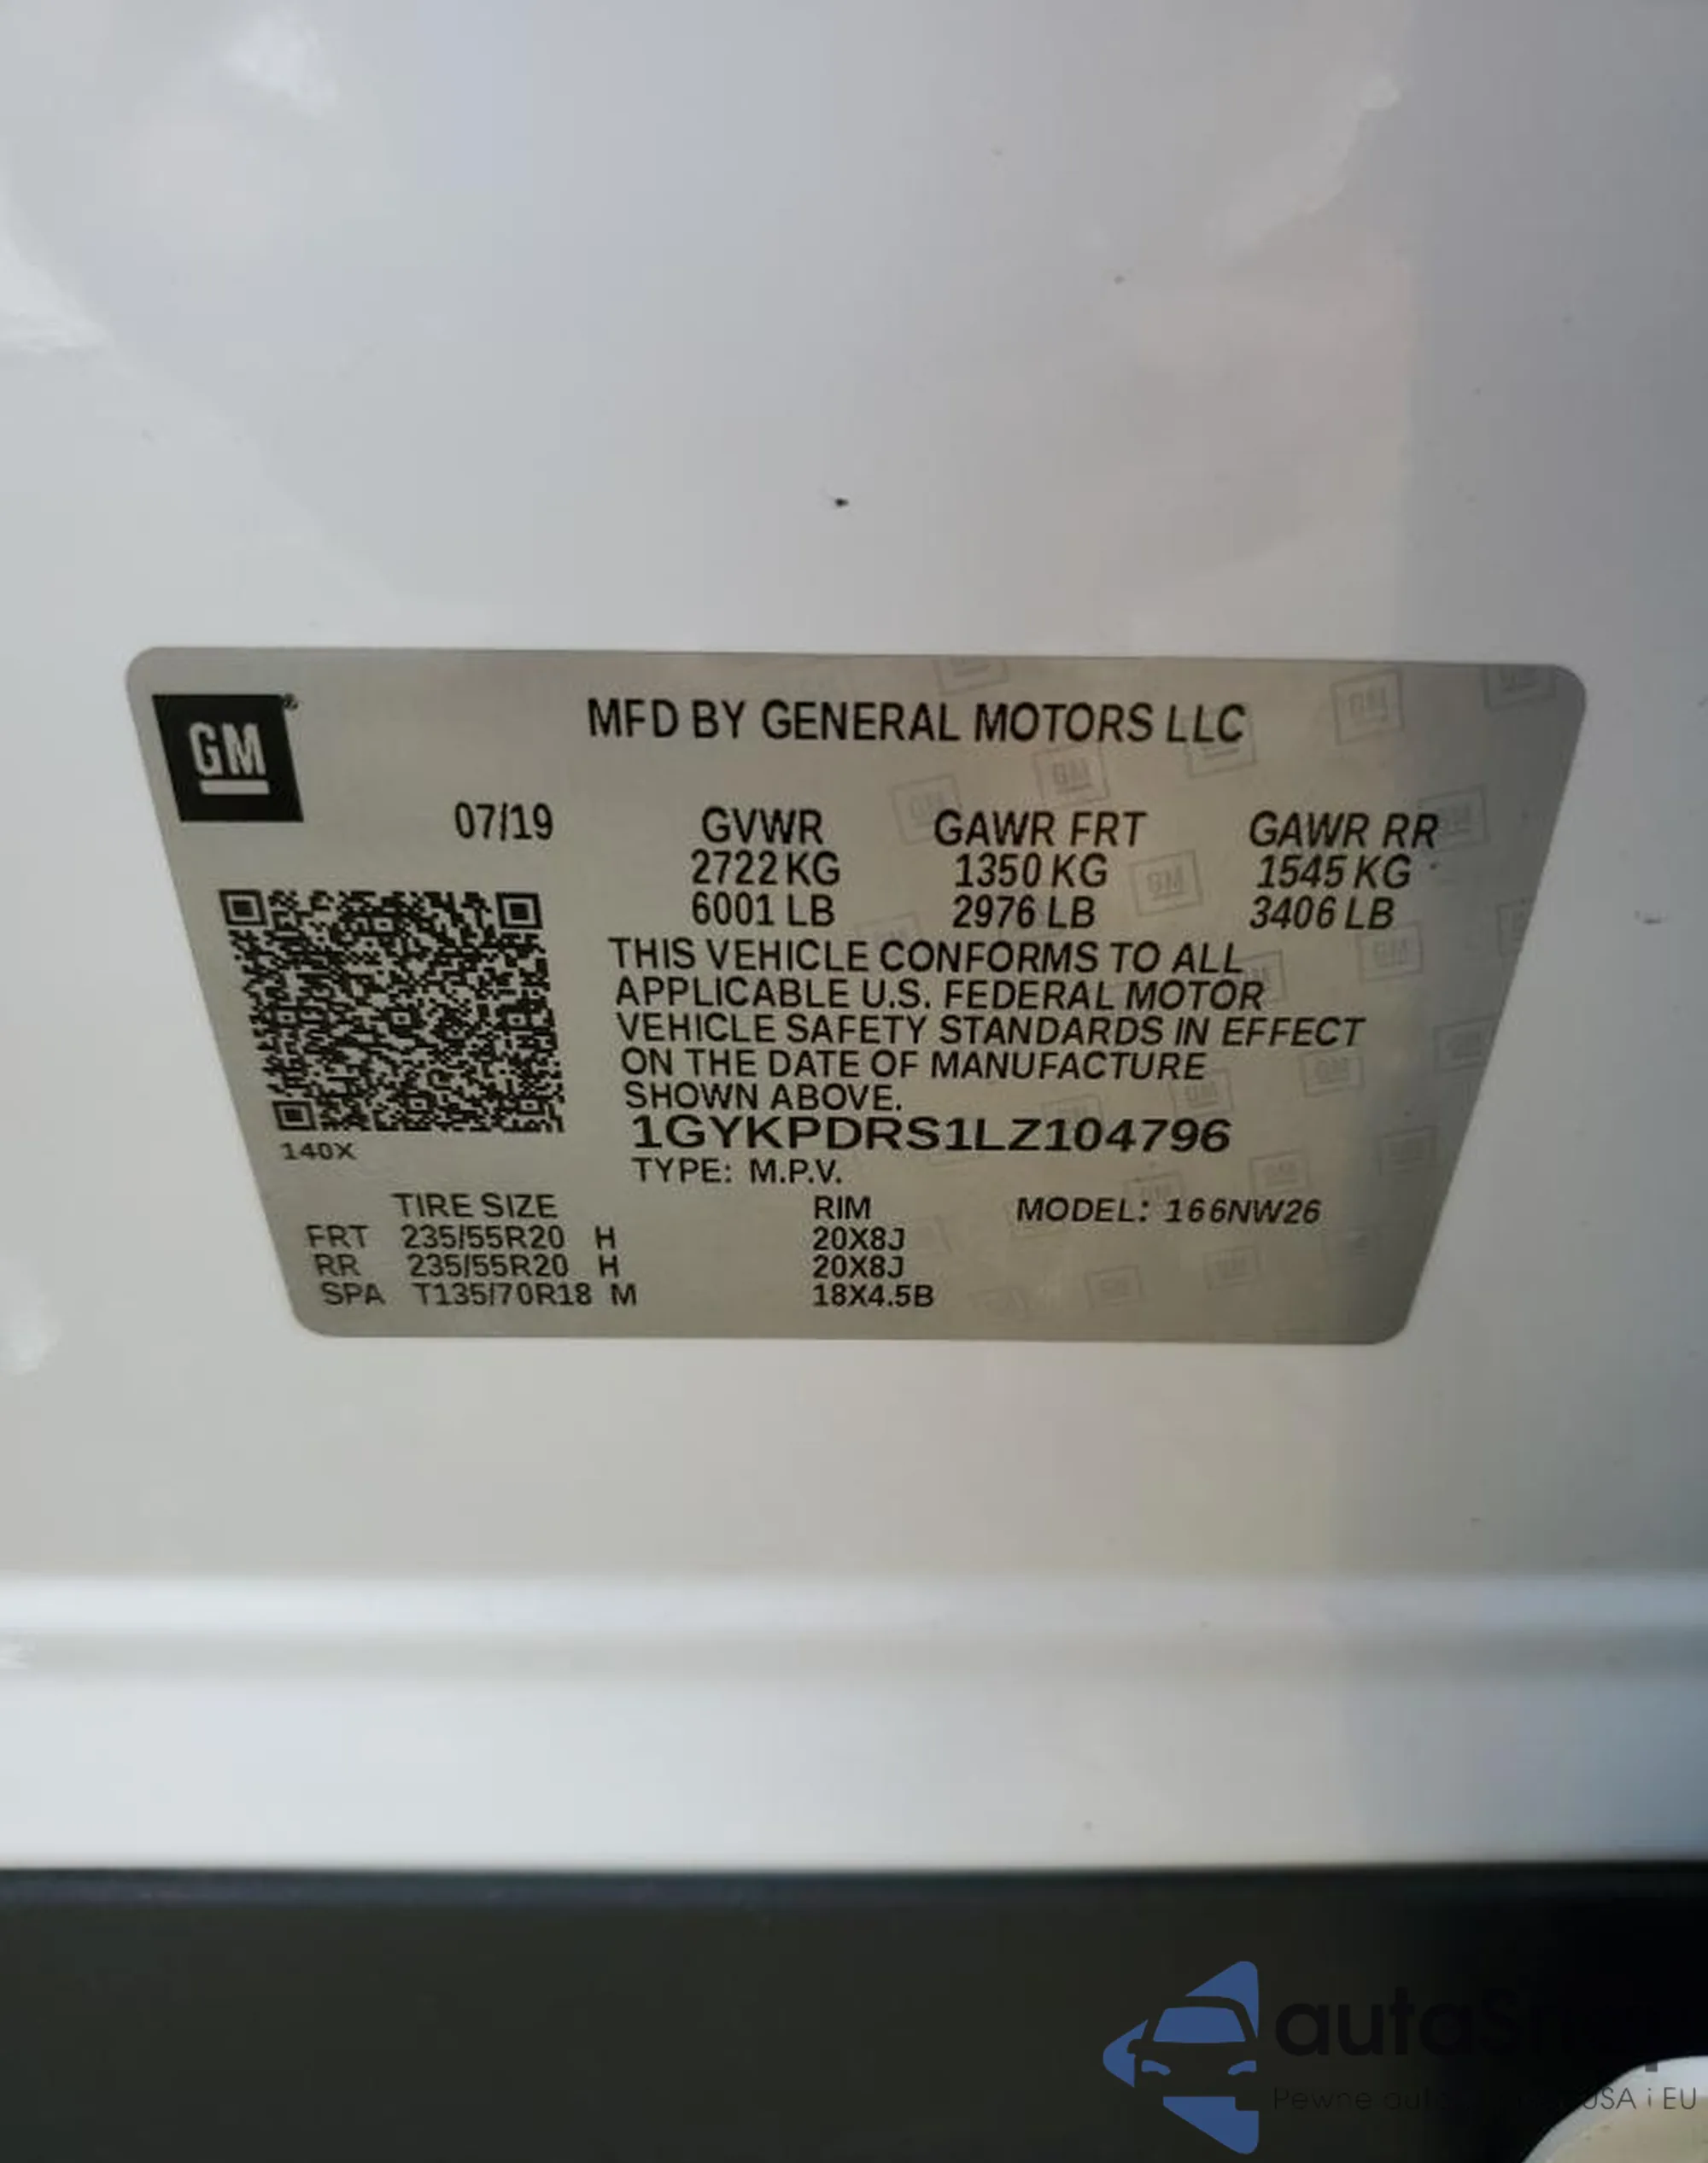 GM
MFD BY GENERAL MOTORS LLC
07/19 GVWR GAWR FRT GAWR RR
2722 KG 1350 KG 1545 KG
6001 LB 2976 LB 3406 LB
THIS VEHICLE CONFORMS TO ALL
APPLICABLE U.S. FEDERAL MOTOR
VEHICLE SAFETY STANDARDS IN EFFECT
ON THE DATE OF MANUFACTURE
SHOWN ABOVE.
1GYKPDRS1LZ104796
140X
TYPE: M.P.V.
TIRE SIZE RIM MODEL: 166NW26
FRT 235/55R20 H 20X8J
RR 235/55R20 H 20X8J
SPA T135/70R18 M 18X4.5B
Pewne USA i EU